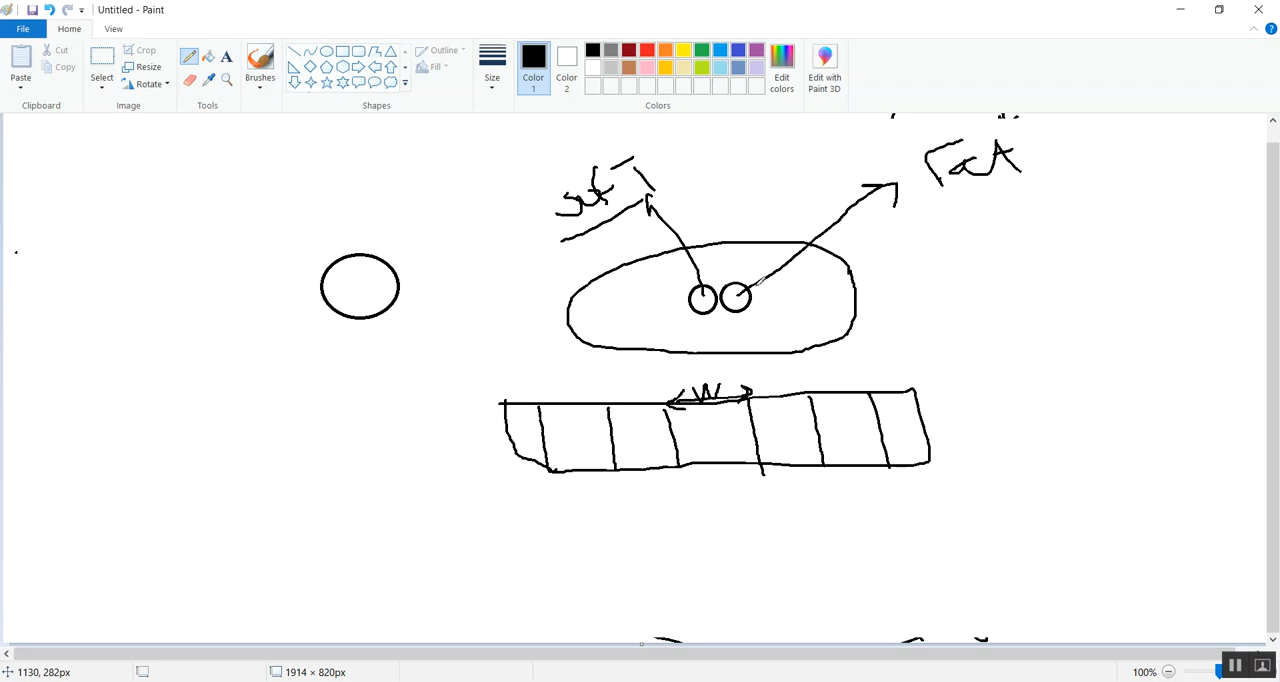 Untitled - Paint
File
Home
View
Paste
Cut
Copy
Clipboard
Select
Crop
Resize
Rotate
Image
Tools
Brushes
Shapes
Outline
Fill
Size
Color 1
Color 2
Edit colors
Colors
Edit with Paint 3D
Fat
W
1130, 282px
1914 × 820px
100%